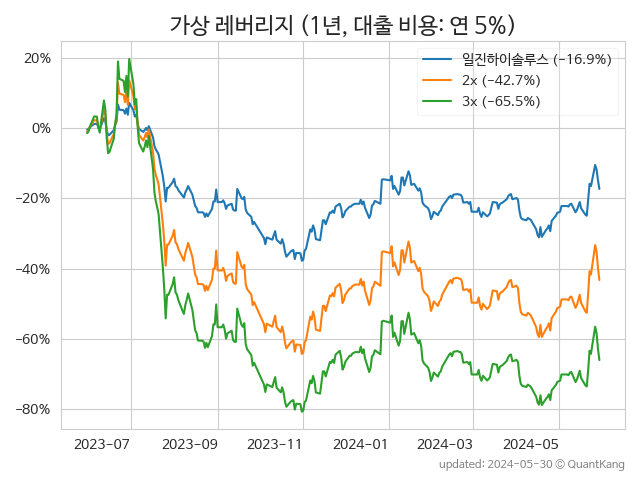 가상 레버리지 (1년, 대출 비용: 연 5%)
일진하이솔루스 (−16.9%)
2x (−42.7%)
3x (−65.5%)
20%
0%
−20%
−40%
−60%
−80%
2023-07
2023-09
2023-11
2024-01
2024-03
2024-05
updated: 2024-05-30 © QuantKang